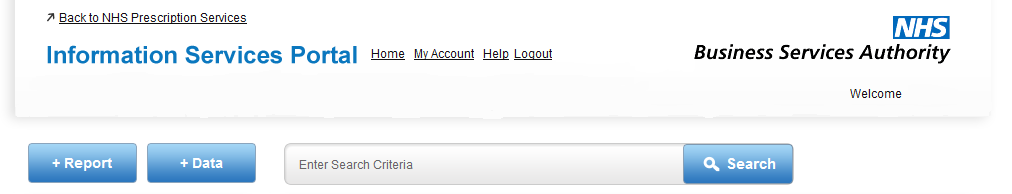 Back to NHS Prescription Services
NHS
Information Services Portal Home My Account Help Logout
Business Services Authority
Welcome
+ Report + Data Enter Search Criteria Search